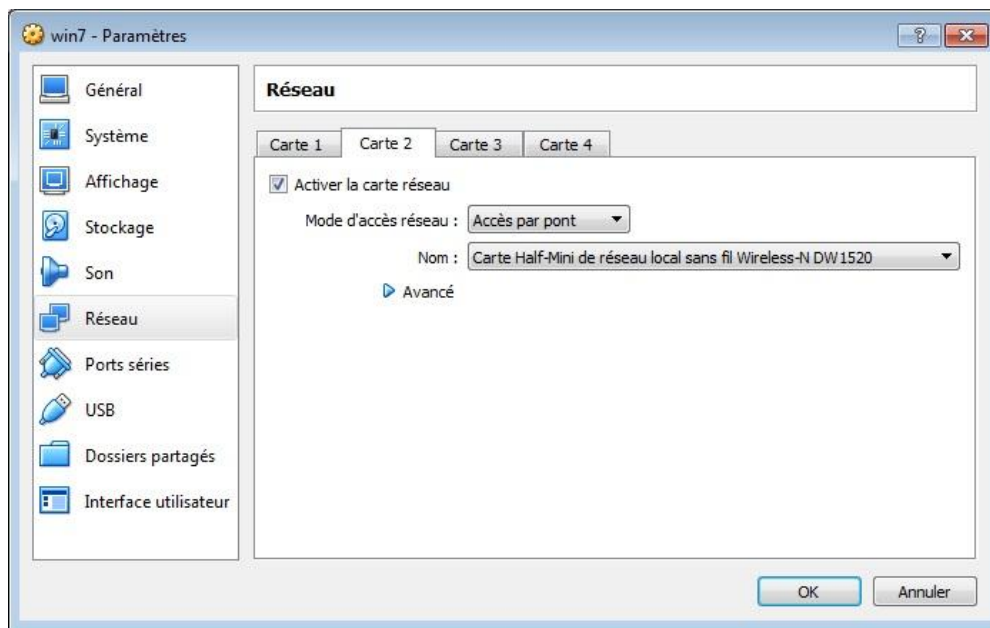 win7 - Paramètres
Général
Système
Affichage
Stockage
Son
Réseau
Ports séries
USB
Dossiers partagés
Interface utilisateur
Réseau
Carte 1 Carte 2 Carte 3 Carte 4
Activer la carte réseau
Mode d'accès réseau : Accès par pont
Nom : Carte Half-Mini de réseau local sans fil Wireless-N DW1520
Avancé
OK Annuler